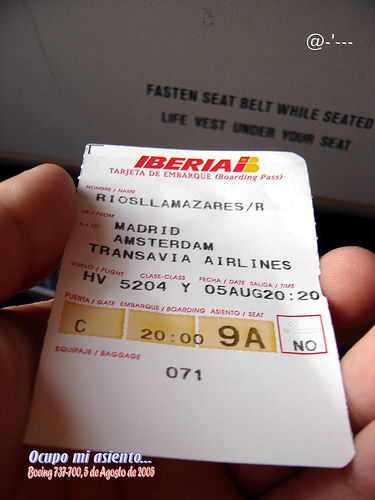 @-'---
FASTEN SEAT BELT WHILE SEATED
LIFE VEST UNDER YOUR SEAT
IBERIA
TARJETA DE EMBARQUE (Boarding Pass)
NOMBRE / NAME
RIOSLLAMAZARES/R
DE / FROM
A / TO MADRID
AMSTERDAM
TRANSAVIA AIRLINES
VUELO / FLIGHT CLASE-CLASS FECHA / DATE SALIDA / TIME
HV 5204 Y 05AUG20:20
PUERTA / GATE EMBARQUE / BOARDING ASIENTO / SEAT
C 20:00 9A NO
EQUIPAJE / BAGGAGE
071
Ocupo mi asiento...
Boeing 737-700, 5 de Agosto de 2005